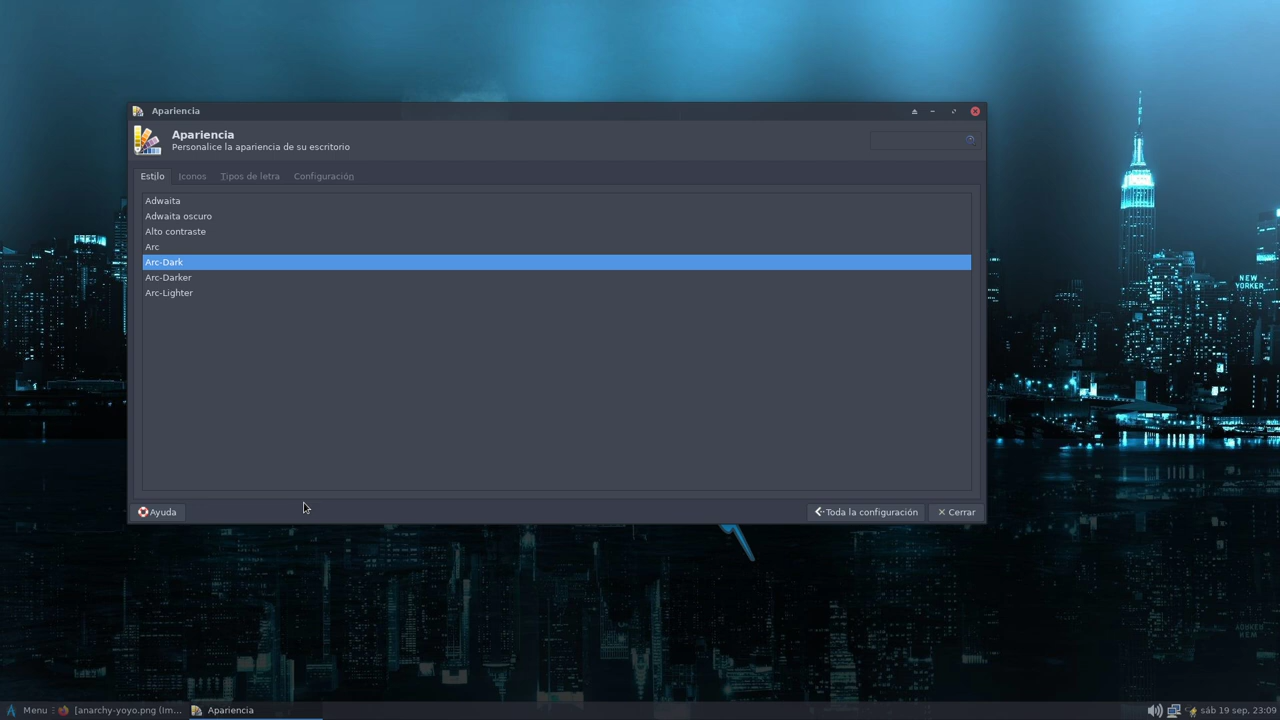 Apariencia
Apariencia
Personalice la apariencia de su escritorio
Estilo Iconos Tipos de letra Configuración
Adwaita
Adwaita oscuro
Alto contraste
Arc
Arc-Dark
Arc-Darker
Arc-Lighter
NEW
YORKER
Ayuda Toda la configuración Cerrar
Menu [anarchy-yoyo.png (Im... Apariencia sáb 19 sep, 23:09